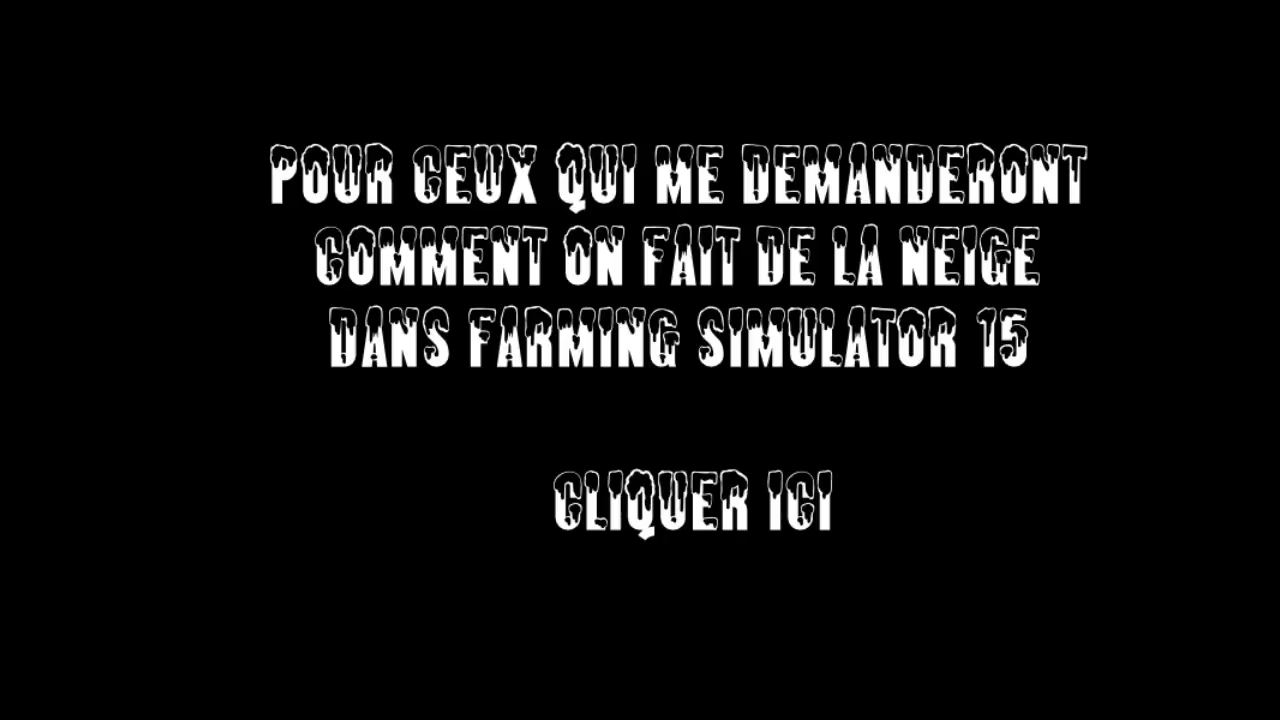 POUR CEUX QUI ME DEMANDERONT
COMMENT ON FAIT DE LA NEIGE
DANS FARMING SIMULATOR 15
CLIQUER ICI